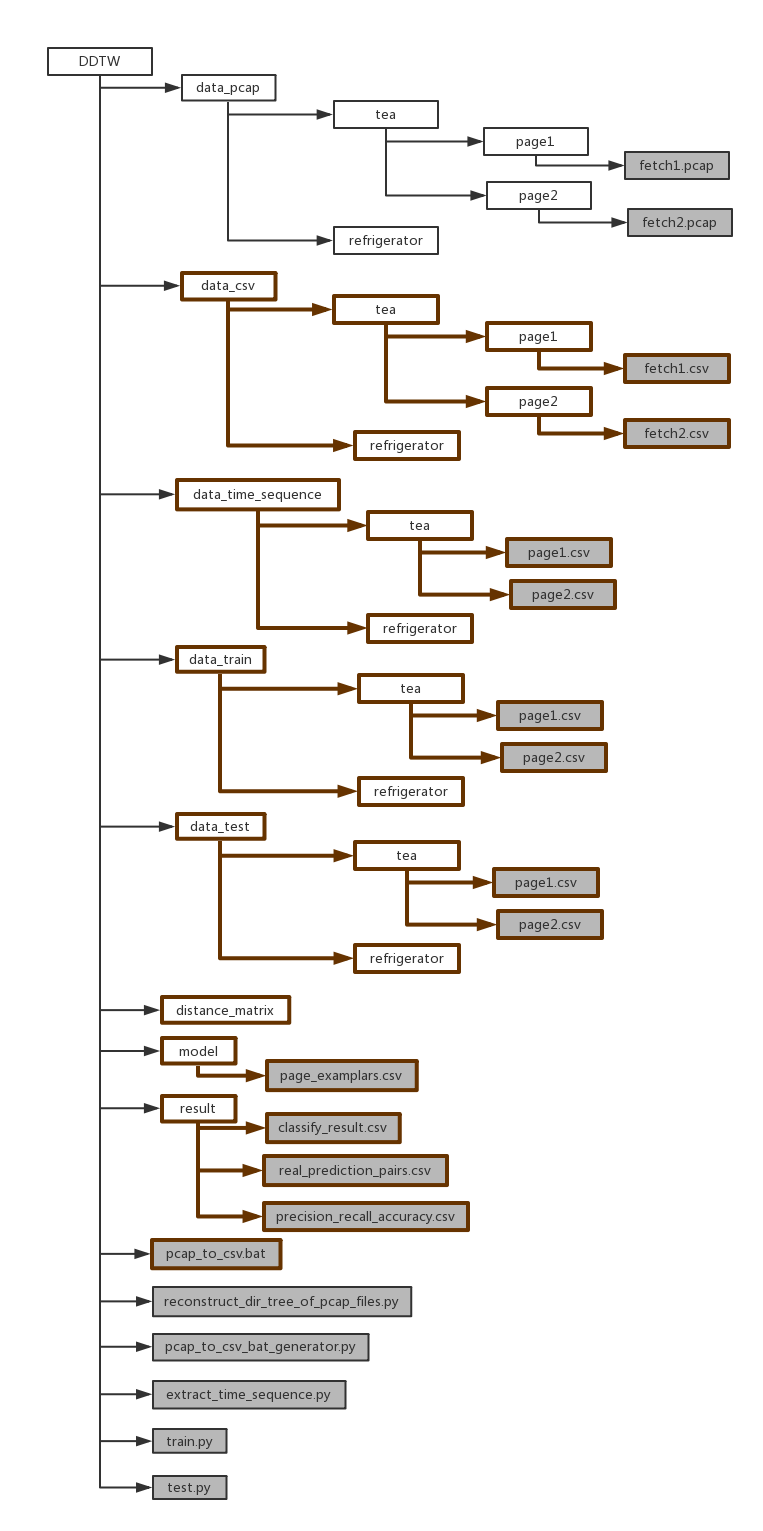 DDTW
data_pcap
tea
page1
fetch1.pcap
page2
fetch2.pcap
refrigerator
data_csv
tea
page1
fetch1.csv
page2
fetch2.csv
refrigerator
data_time_sequence
tea
page1.csv
page2.csv
refrigerator
data_train
tea
page1.csv
page2.csv
refrigerator
data_test
tea
page1.csv
page2.csv
refrigerator
distance_matrix
model
page_examplars.csv
result
classify_result.csv
real_prediction_pairs.csv
precision_recall_accuracy.csv
pcap_to_csv.bat
reconstruct_dir_tree_of_pcap_files.py
pcap_to_csv_bat_generator.py
extract_time_sequence.py
train.py
test.py